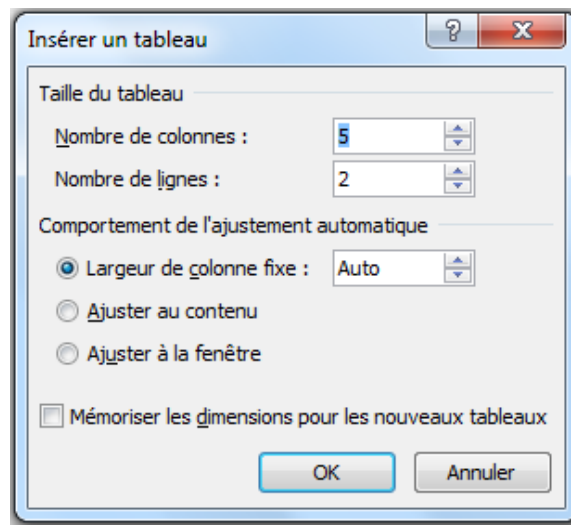 Insérer un tableau
Taille du tableau
Nombre de colonnes : 5
Nombre de lignes : 2
Comportement de l'ajustement automatique
Largeur de colonne fixe : Auto
Ajuster au contenu
Ajuster à la fenêtre
Mémoriser les dimensions pour les nouveaux tableaux
OK Annuler